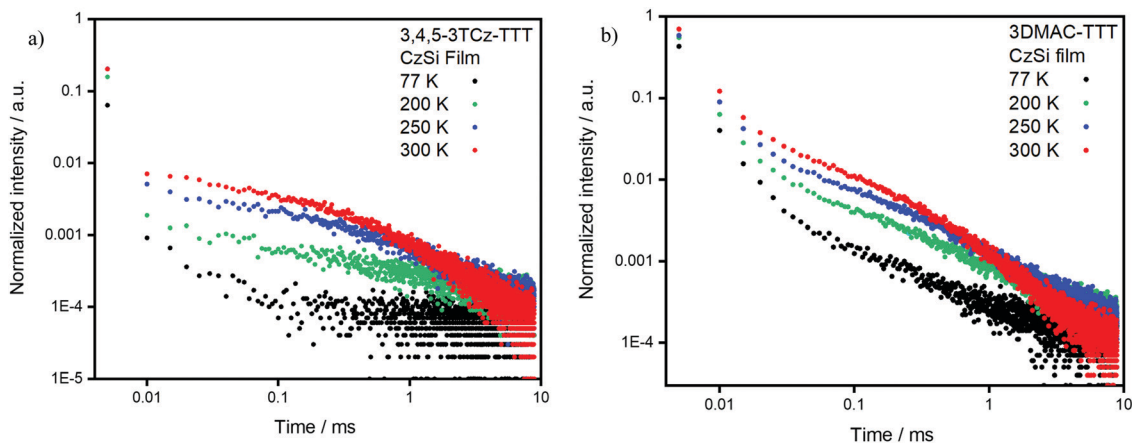 a)
3,4,5-3TCz-TTT
CzSi Film
77 K
200 K
250 K
300 K
1
0.1
0.01
0.001
1E-4
1E-5
0.01
0.1
1
10
Normalized intensity / a.u.
Time / ms
b)
3DMAC-TTT
CzSi film
77 K
200 K
250 K
300 K
1
0.1
0.01
0.001
1E-4
0.01
0.1
1
10
Normalized intensity / a.u.
Time / ms